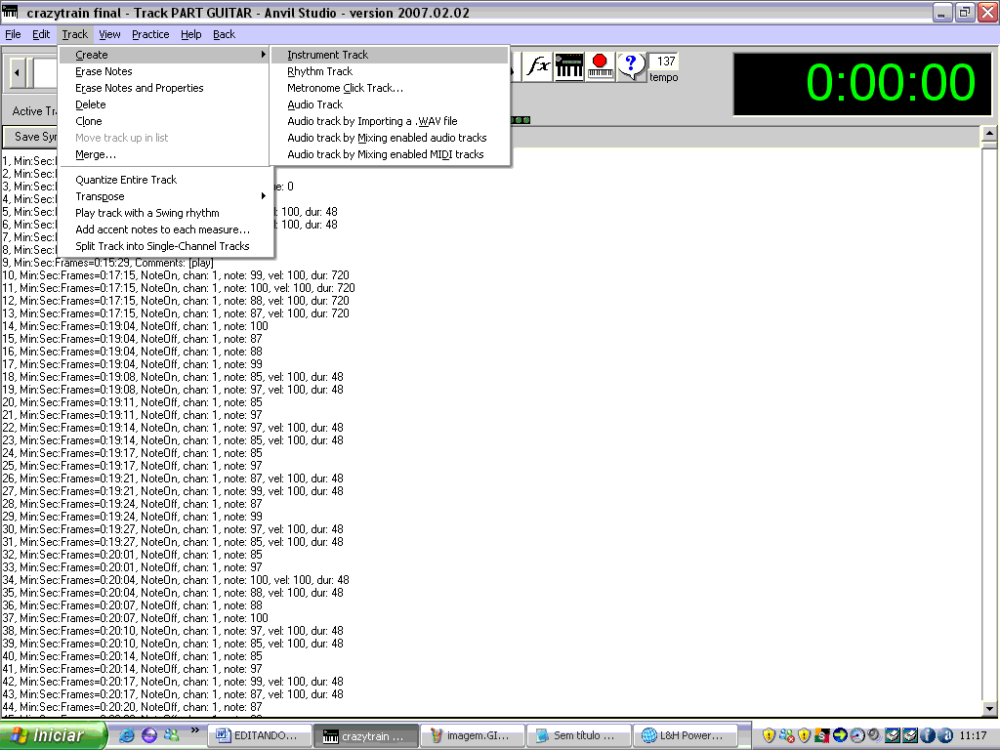 crazytrain final - Track PART GUITAR - Anvil Studio - version 2007.02.02
File Edit Track View Practice Help Back
Create
Erase Notes
Erase Notes and Properties
Delete
Clone
Move track up in list
Merge...
Quantize Entire Track
Transpose
Play track with a Swing rhythm
Add accent notes to each measure...
Split Track into Single-Channel Tracks
Instrument Track
Rhythm Track
Metronome Click Track...
Audio Track
Audio track by Importing a .WAV file
Audio track by Mixing enabled audio tracks
Audio track by Mixing enabled MIDI tracks
fx ? 137
tempo
0:00:00
Active
Save
1, Min:Sec:
2, Min:Sec:
3, Min:Sec: 0
4, Min:Sec:
5, Min:Sec: 100, dur: 48
6, Min:Sec: 100, dur: 48
7, Min:Sec:
8, Min:Sec:
9, Min:Sec:Frames=0:15:29, Comments: [play]
10, Min:Sec:Frames=0:17:15, NoteOn, chan: 1, note: 99, vel: 100, dur: 720
11, Min:Sec:Frames=0:17:15, NoteOn, chan: 1, note: 100, vel: 100, dur: 720
12, Min:Sec:Frames=0:17:15, NoteOn, chan: 1, note: 88, vel: 100, dur: 720
13, Min:Sec:Frames=0:17:15, NoteOn, chan: 1, note: 87, vel: 100, dur: 720
14, Min:Sec:Frames=0:19:04, NoteOff, chan: 1, note: 100
15, Min:Sec:Frames=0:19:04, NoteOff, chan: 1, note: 87
16, Min:Sec:Frames=0:19:04, NoteOff, chan: 1, note: 88
17, Min:Sec:Frames=0:19:04, NoteOff, chan: 1, note: 99
18, Min:Sec:Frames=0:19:08, NoteOn, chan: 1, note: 85, vel: 100, dur: 48
19, Min:Sec:Frames=0:19:08, NoteOn, chan: 1, note: 97, vel: 100, dur: 48
20, Min:Sec:Frames=0:19:11, NoteOff, chan: 1, note: 85
21, Min:Sec:Frames=0:19:11, NoteOff, chan: 1, note: 97
22, Min:Sec:Frames=0:19:14, NoteOn, chan: 1, note: 97, vel: 100, dur: 48
23, Min:Sec:Frames=0:19:14, NoteOn, chan: 1, note: 85, vel: 100, dur: 48
24, Min:Sec:Frames=0:19:17, NoteOff, chan: 1, note: 85
25, Min:Sec:Frames=0:19:17, NoteOff, chan: 1, note: 97
26, Min:Sec:Frames=0:19:21, NoteOn, chan: 1, note: 87, vel: 100, dur: 48
27, Min:Sec:Frames=0:19:21, NoteOn, chan: 1, note: 99, vel: 100, dur: 48
28, Min:Sec:Frames=0:19:24, NoteOff, chan: 1, note: 87
29, Min:Sec:Frames=0:19:24, NoteOff, chan: 1, note: 99
30, Min:Sec:Frames=0:19:27, NoteOn, chan: 1, note: 97, vel: 100, dur: 48
31, Min:Sec:Frames=0:19:27, NoteOn, chan: 1, note: 85, vel: 100, dur: 48
32, Min:Sec:Frames=0:20:01, NoteOff, chan: 1, note: 85
33, Min:Sec:Frames=0:20:01, NoteOff, chan: 1, note: 97
34, Min:Sec:Frames=0:20:04, NoteOn, chan: 1, note: 100, vel: 100, dur: 48
35, Min:Sec:Frames=0:20:04, NoteOn, chan: 1, note: 88, vel: 100, dur: 48
36, Min:Sec:Frames=0:20:07, NoteOff, chan: 1, note: 88
37, Min:Sec:Frames=0:20:07, NoteOff, chan: 1, note: 100
38, Min:Sec:Frames=0:20:10, NoteOn, chan: 1, note: 97, vel: 100, dur: 48
39, Min:Sec:Frames=0:20:10, NoteOn, chan: 1, note: 85, vel: 100, dur: 48
40, Min:Sec:Frames=0:20:14, NoteOff, chan: 1, note: 85
41, Min:Sec:Frames=0:20:14, NoteOff, chan: 1, note: 97
42, Min:Sec:Frames=0:20:17, NoteOn, chan: 1, note: 99, vel: 100, dur: 48
43, Min:Sec:Frames=0:20:17, NoteOn, chan: 1, note: 87, vel: 100, dur: 48
44, Min:Sec:Frames=0:20:20, NoteOff, chan: 1, note: 87
Iniciar » EDITANDO... crazytrain ... imagem.GI... Sem título ... L&H Power... 11:17